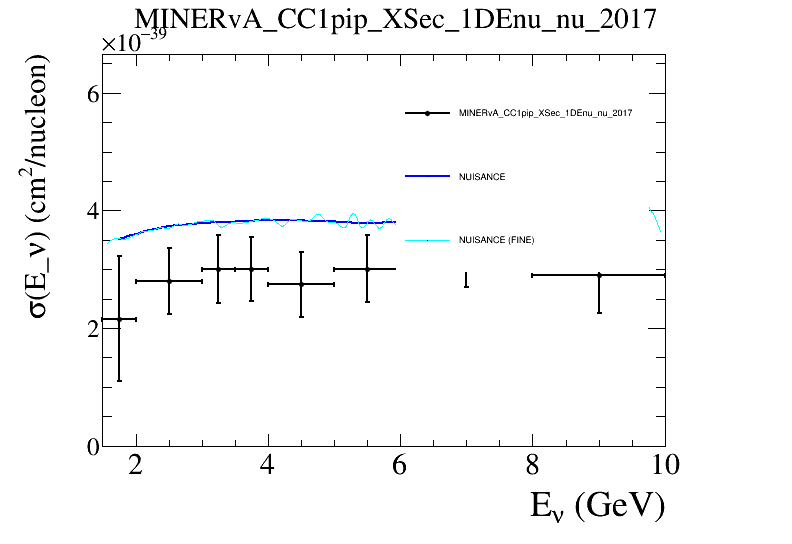 MINERvA_CC1pip_XSec_1DEnu_nu_2017
×10⁻³⁹
σ(E_ν) (cm²/nucleon)
6
4
2
0
MINERvA_CC1pip_XSec_1DEnu_nu_2017
NUISANCE
NUISANCE (FINE)
2 4 6 8 10
Eν (GeV)